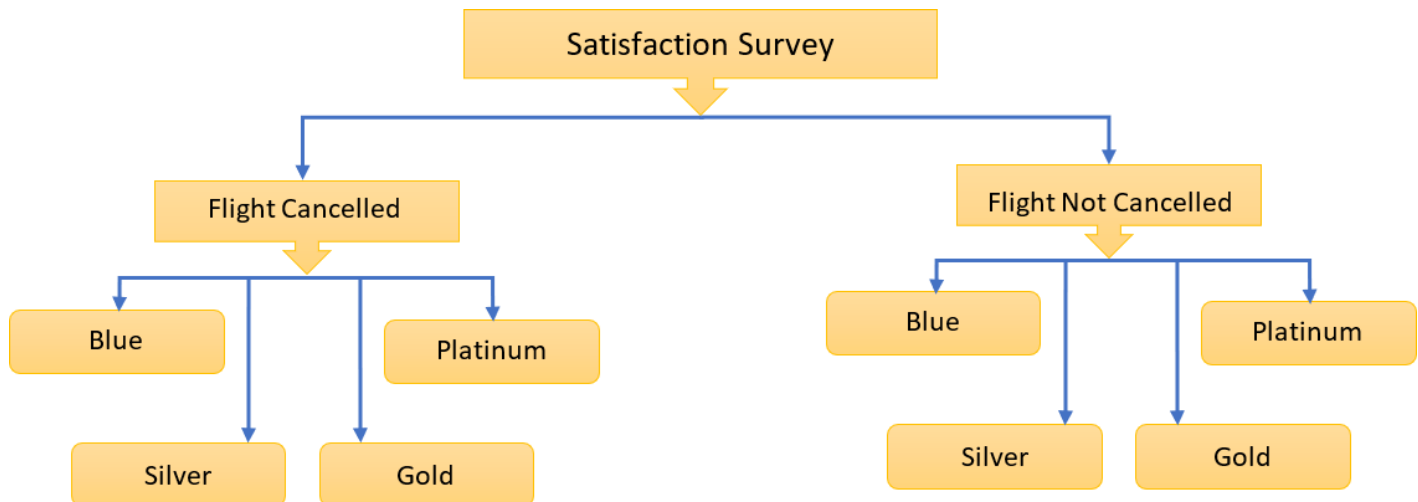 Satisfaction Survey
Flight Cancelled
Flight Not Cancelled
Blue
Platinum
Silver
Gold
Blue
Platinum
Silver
Gold